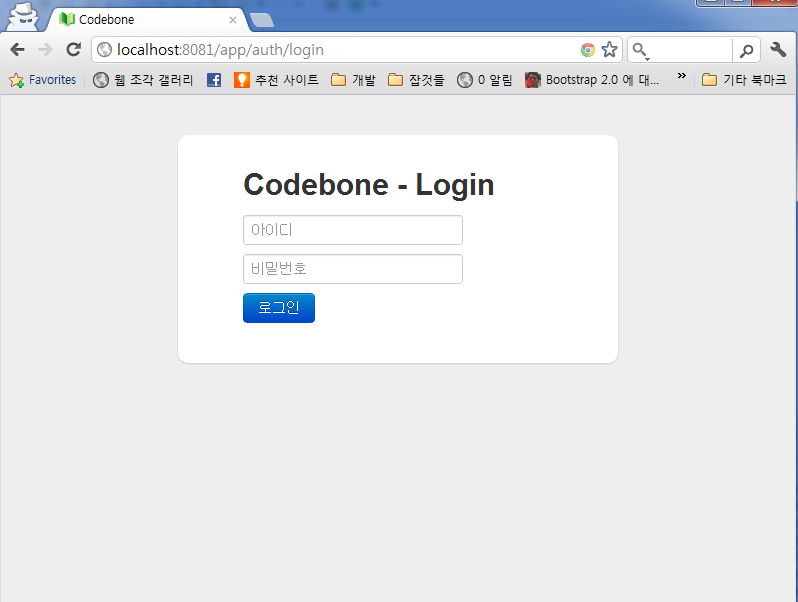 Codebone
localhost:8081/app/auth/login
Favorites 웹 조각 갤러리 추천 사이트 개발 잡것들 0 알림 Bootstrap 2.0 에 대... » 기타 북마크
Codebone - Login
아이디
비밀번호
로그인